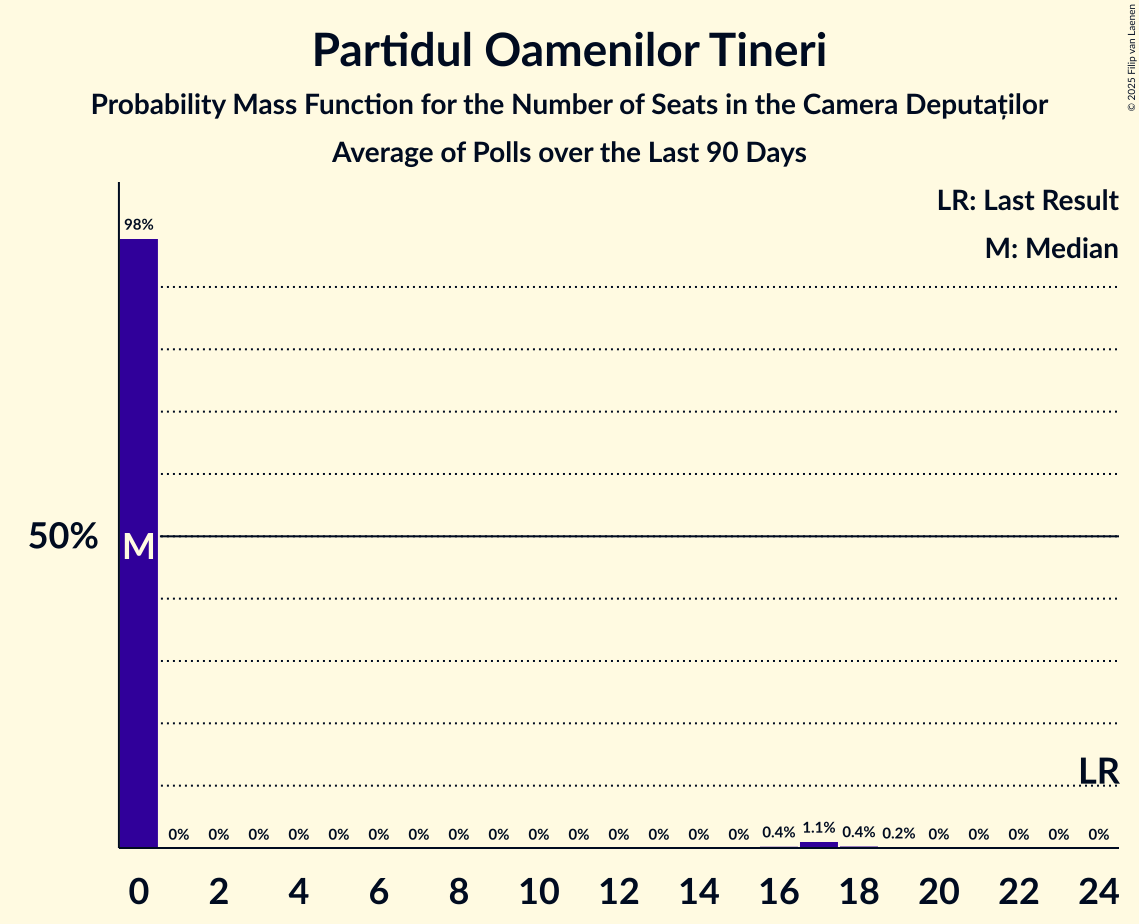 Partidul Oamenilor Tineri
Probability Mass Function for the Number of Seats in the Camera Deputaților
Average of Polls over the Last 90 Days
© 2025 Filip van Laenen
LR: Last Result
M: Median
98%
50%
M
LR
0% 0% 0% 0% 0% 0% 0% 0% 0% 0% 0% 0% 0% 0% 0% 0.4% 1.1% 0.4% 0.2% 0% 0% 0% 0% 0%
0 2 4 6 8 10 12 14 16 18 20 22 24